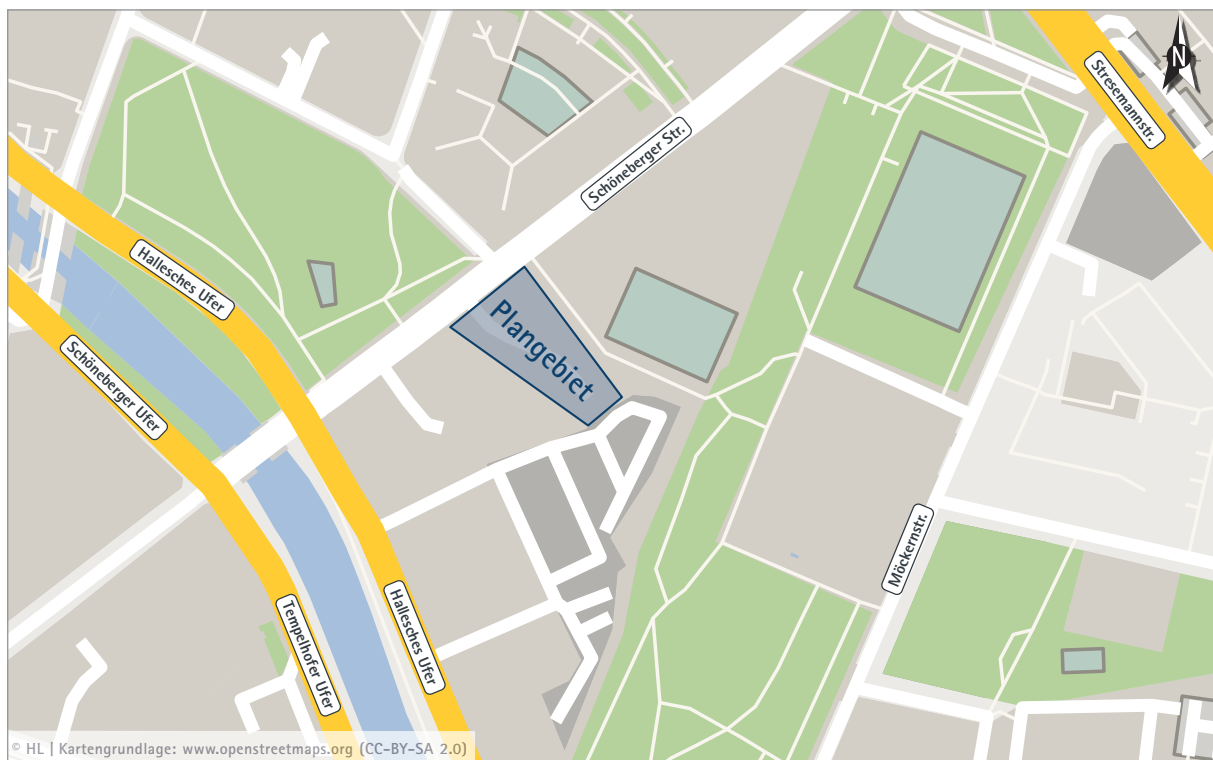 N
Stresemannstr.
Schöneberger Str.
Hallesches Ufer
Plangebiet
Schöneberger Ufer
Möckernstr.
Tempelhofer Ufer
Hallesches Ufer
© HL | Kartengrundlage: www.openstreetmaps.org (CC-BY-SA 2.0)